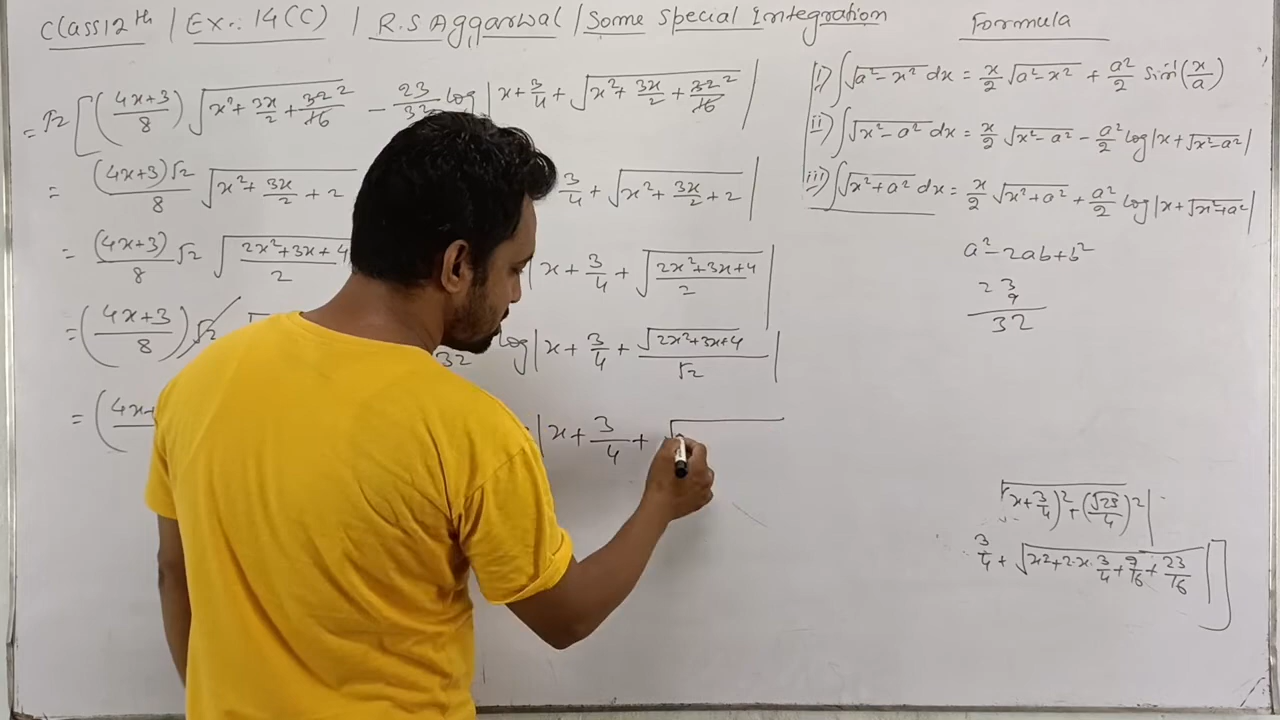 Class 12th | Ex.: 14(C) | R.S Aggarwal | Some Special Integration
= √2 [ ((4x+3)/8) √(x²+3x/2+32/16) - 23/32 log |x+3/4+√(x²+3x/2+32/16)|
= (4x+3)√2/8 √(x²+3x/2+2) 3/4+√(x²+3x/2+2)|
= (4x+3)/8 √2 √((2x²+3x+4)/2) |x+3/4+√((2x²+3x+4)/2)|
= ((4x+3)/8) √2 32 log|x+3/4+√(2x²+3x+4)/√2|
= (4x+ |x+3/4+√
Formula
i) ∫√(a²-x²) dx = x/2 √(a²-x²) + a²/2 sin⁻¹(x/a)
ii) ∫√(x²-a²) dx = x/2 √(x²-a²) - a²/2 log|x+√(x²-a²)|
iii) ∫√(x²+a²) dx = x/2 √(x²+a²) + a²/2 log|x+√(x²+a²)|
a²-2ab+b²
23
9
32
√(x+3/4)²+(√23/4)²|
3/4+√(x²+2·x·3/4+9/16+23/16)|]